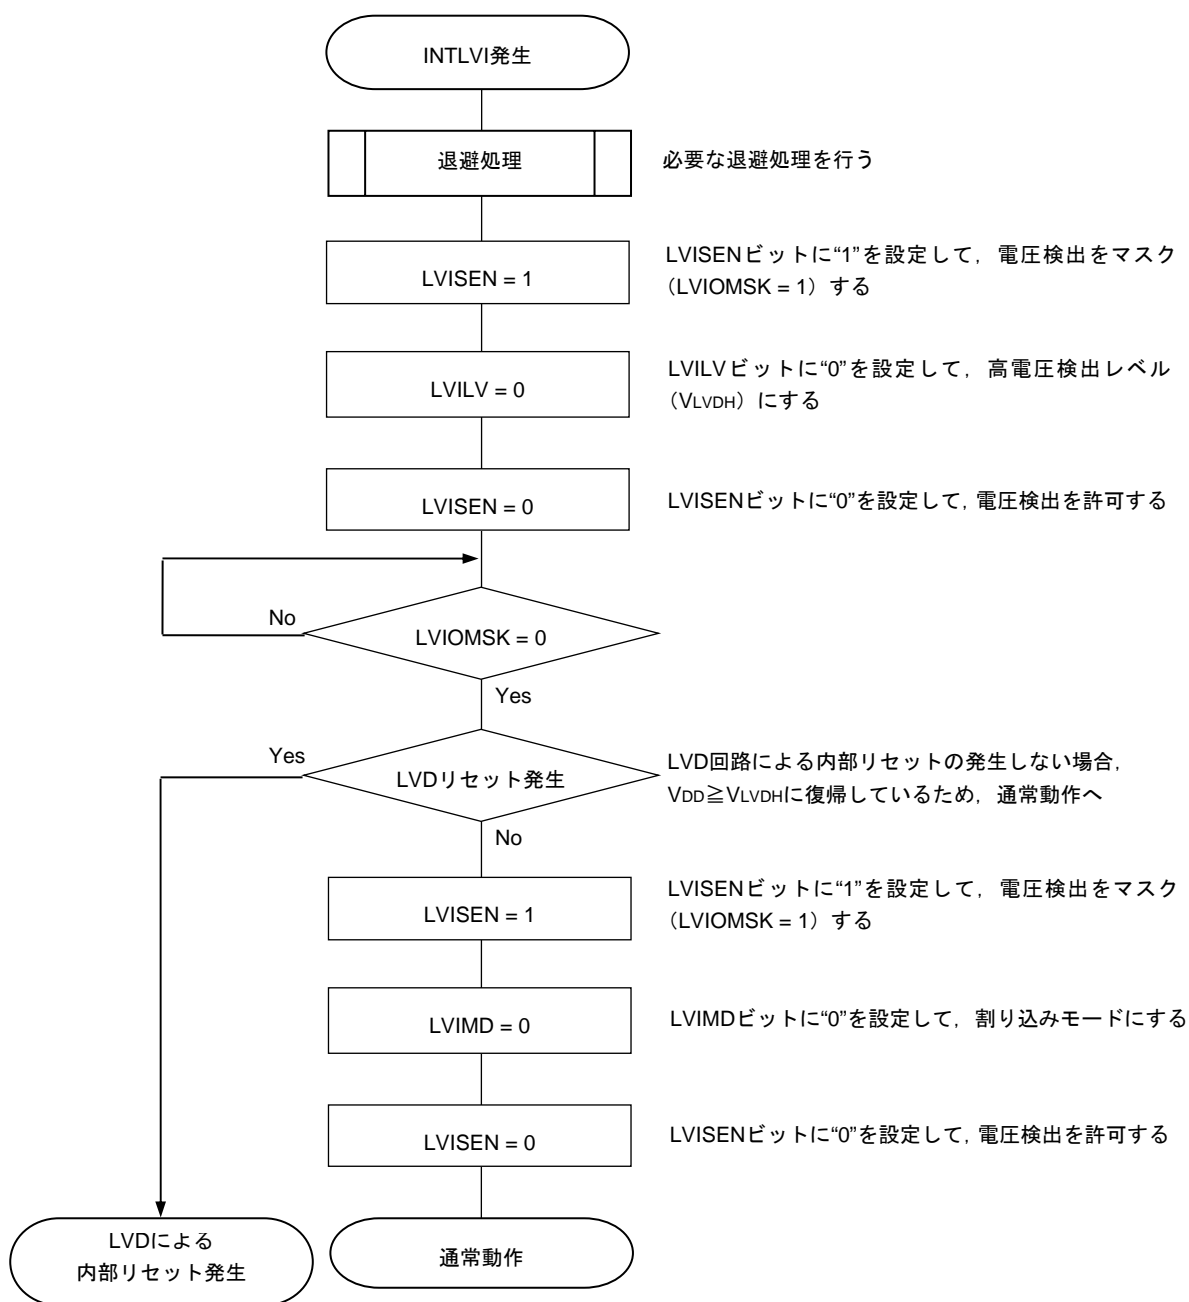 INTLVI発生
退避処理
必要な退避処理を行う
LVISEN = 1
LVISENビットに“1”を設定して，電圧検出をマスク
（LVIOMSK = 1）する
LVILV = 0
LVILVビットに“0”を設定して，高電圧検出レベル
（VLVDH）にする
LVISEN = 0
LVISENビットに“0”を設定して，電圧検出を許可する
No
LVIOMSK = 0
Yes
Yes
LVDリセット発生
LVD回路による内部リセットの発生しない場合，
VDD≧VLVDHに復帰しているため，通常動作へ
No
LVISEN = 1
LVISENビットに“1”を設定して，電圧検出をマスク
（LVIOMSK = 1）する
LVIMD = 0
LVIMDビットに“0”を設定して，割り込みモードにする
LVISEN = 0
LVISENビットに“0”を設定して，電圧検出を許可する
LVDによる
内部リセット発生
通常動作